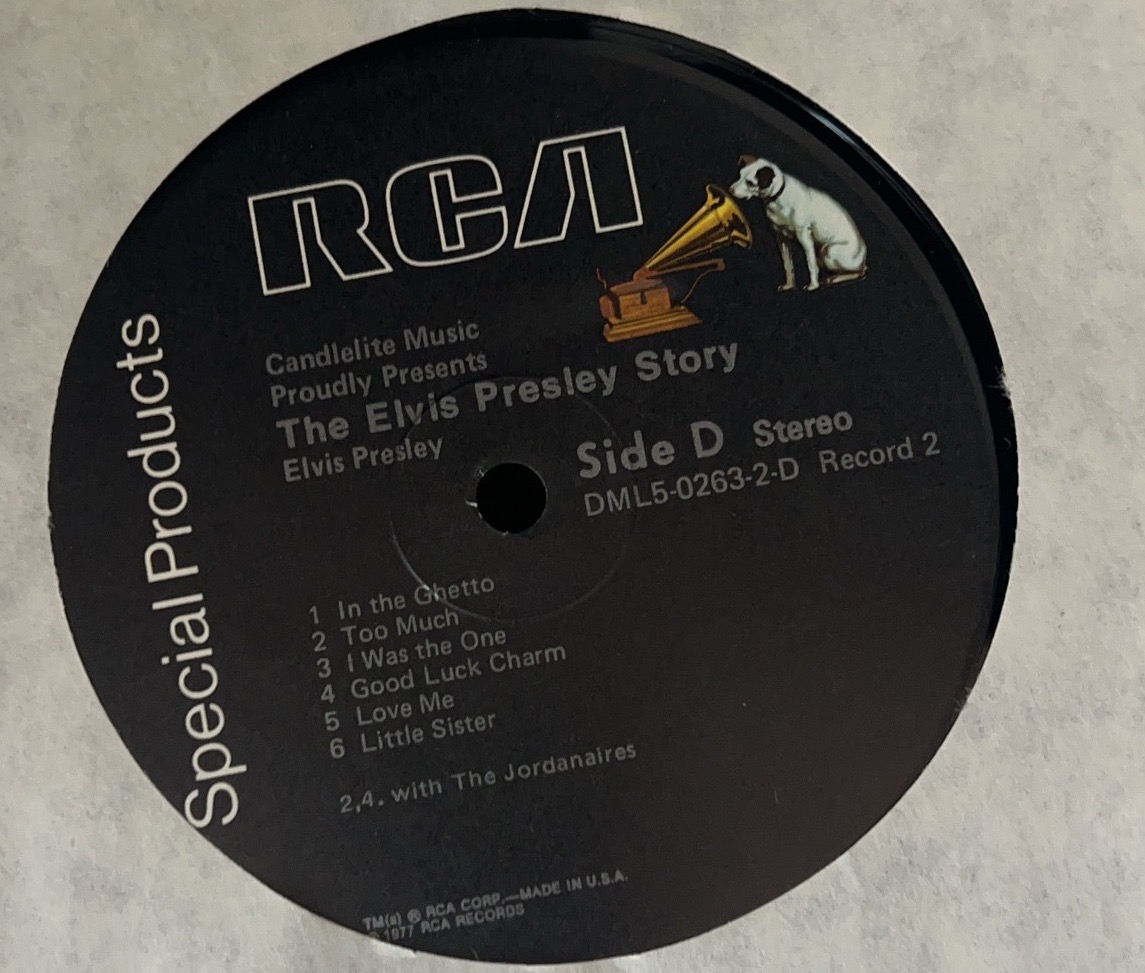 RCA
Special Products
Candlelite Music
Proudly Presents
The Elvis Presley Story
Elvis Presley
Side D Stereo
DML5-0263-2-D Record 2
1 In the Ghetto
2 Too Much
3 I Was the One
4 Good Luck Charm
5 Love Me
6 Little Sister
2,4. with The Jordanaires
TM(s) ® RCA CORP.—MADE IN U.S.A.
1977 RCA RECORDS